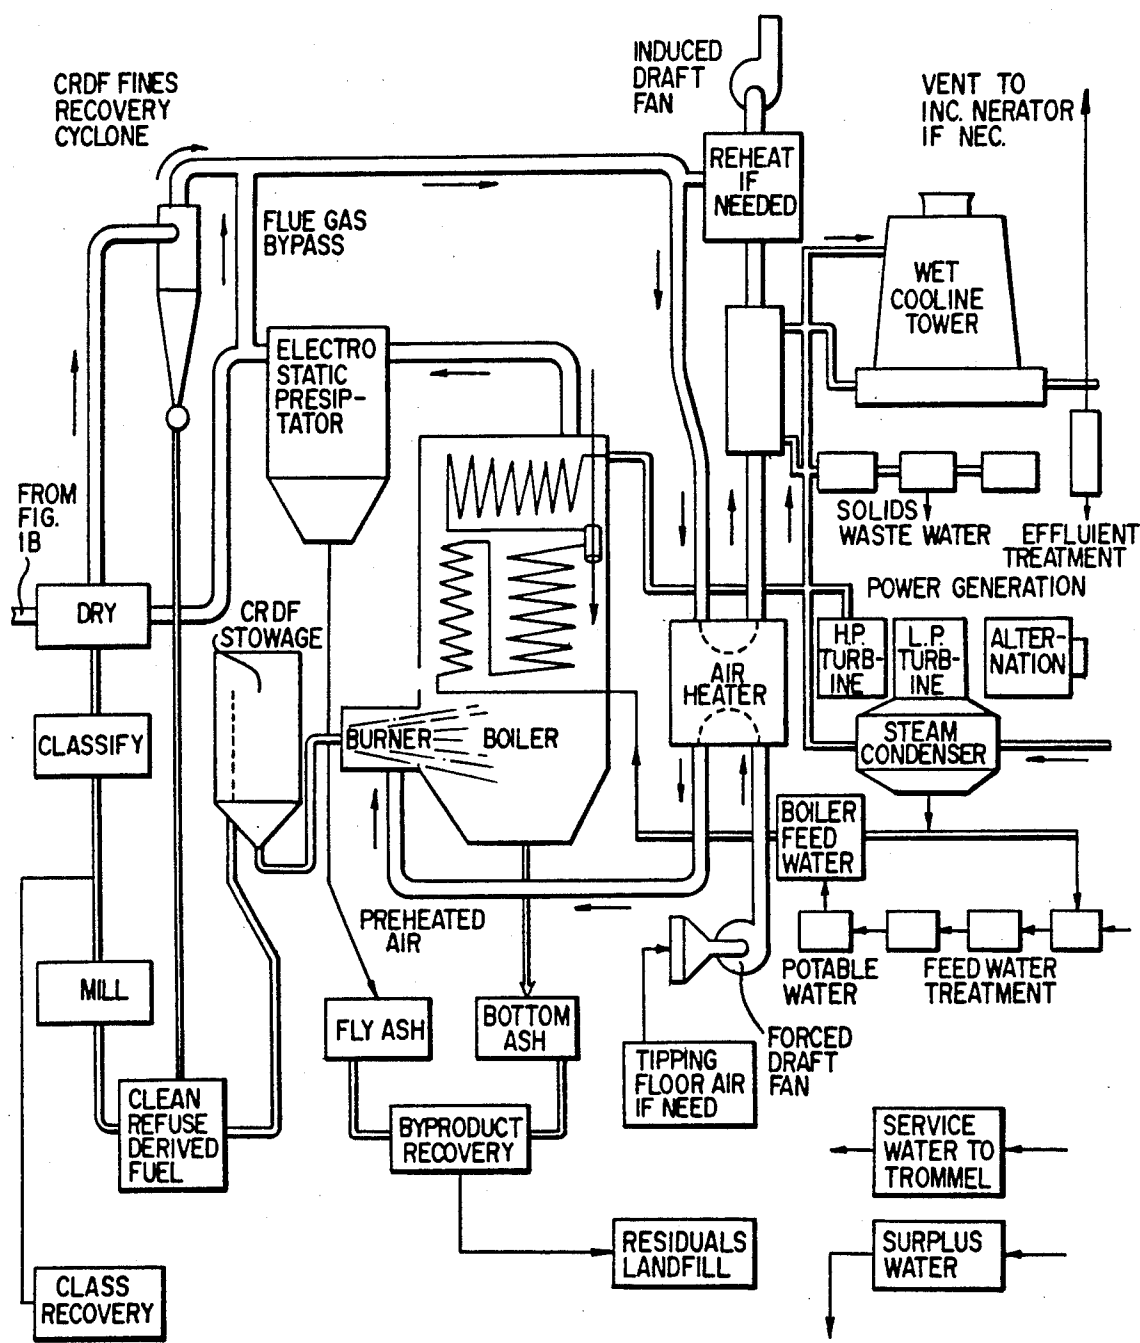 INDUCED
DRAFT
FAN
CRDF FINES
RECOVERY
CYCLONE
VENT TO
INC. NERATOR
IF NEC.
REHEAT
IF
NEEDED
FLUE GAS
BYPASS
WET
COOLINE
TOWER
ELECTRO
STATIC
PRESIP-
TATOR
FROM
FIG.
1B
SOLIDS
WASTE WATER
EFFLUIENT
TREATMENT
POWER GENERATION
DRY
CRDF
STOWAGE
H.P.
TURB-
INE
L.P.
TURB-
INE
ALTER-
NATION
AIR
HEATER
CLASSIFY
BURNER
BOILER
STEAM
CONDENSER
BOILER
FEED
WATER
PREHEATED
AIR
POTABLE
WATER
FEED WATER
TREATMENT
MILL
FLY ASH
BOTTOM
ASH
FORCED
DRAFT
FAN
TIPPING
FLOOR AIR
IF NEED
CLEAN
REFUSE
DERIVED
FUEL
BYPRODUCT
RECOVERY
SERVICE
WATER TO
TROMMEL
RESIDUALS
LANDFILL
SURPLUS
WATER
CLASS
RECOVERY